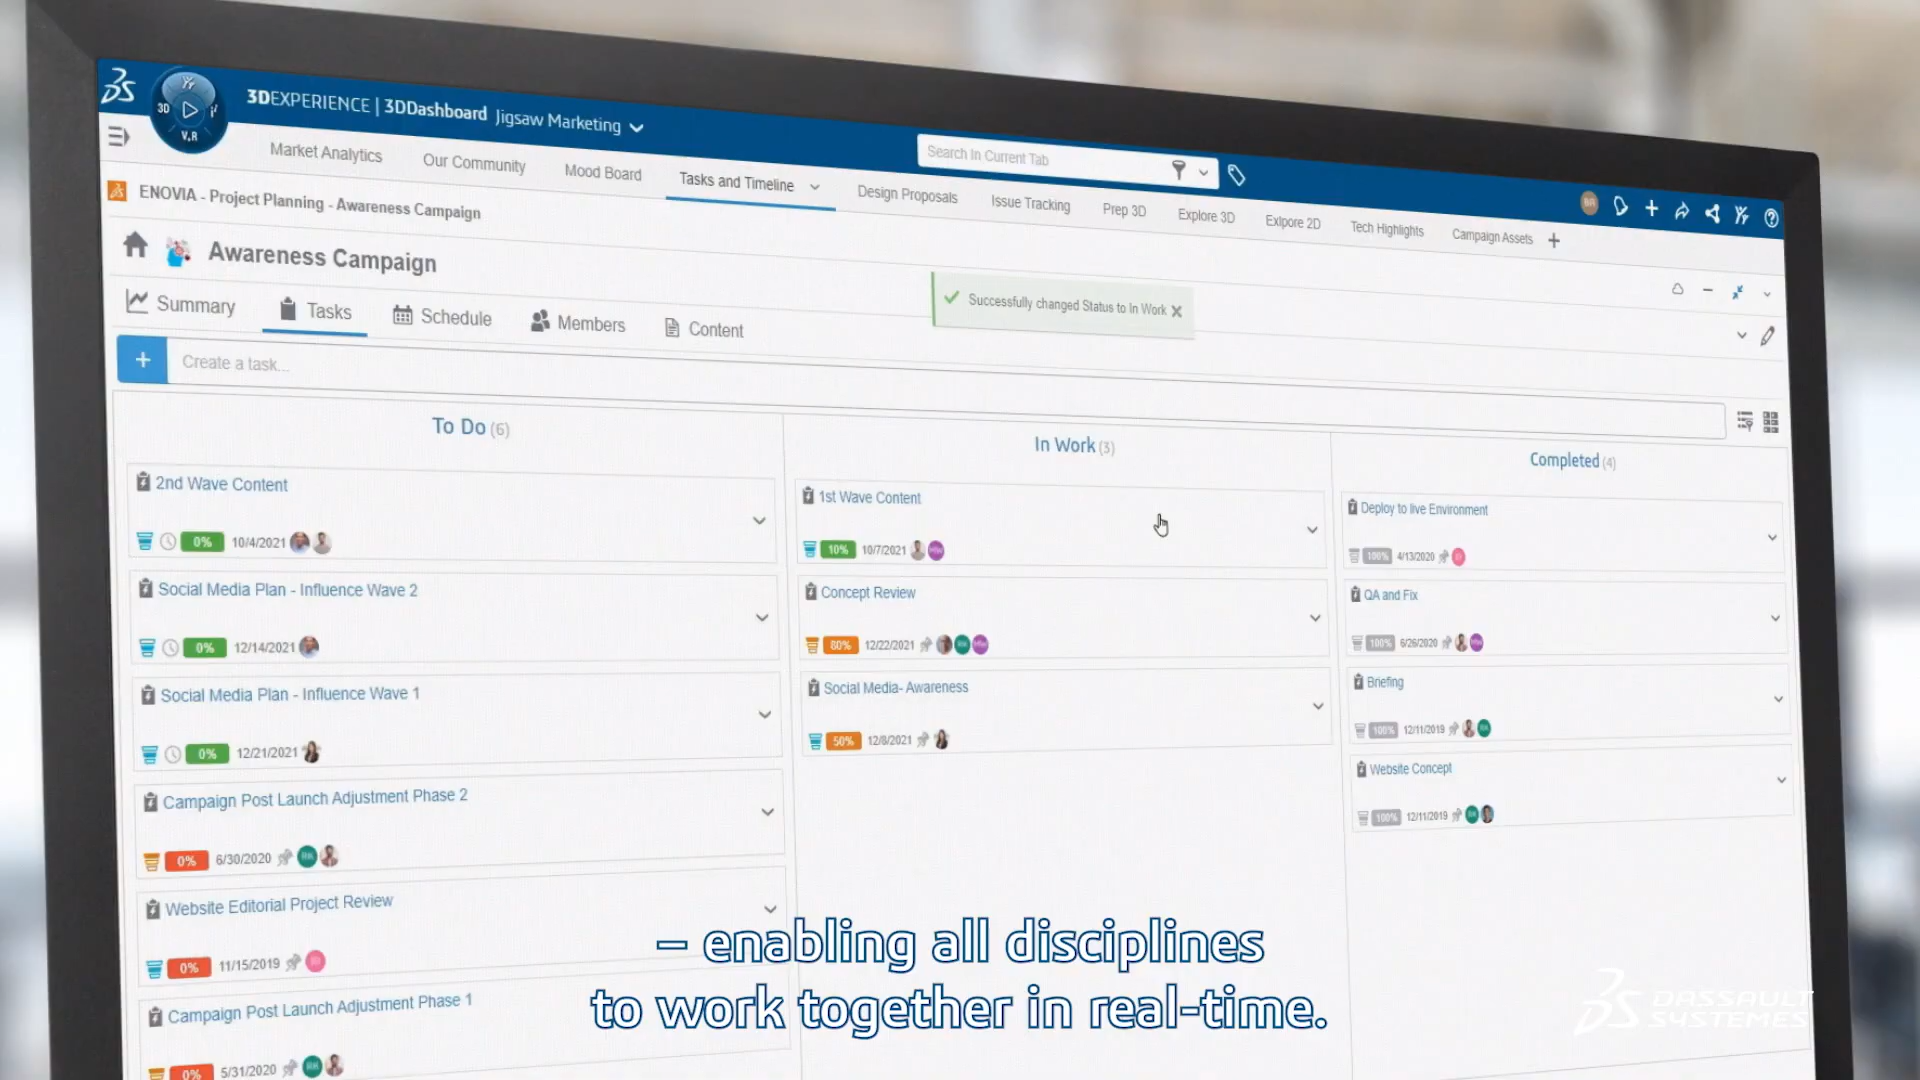 3DEXPERIENCE | 3DDashboard Jigsaw Marketing
3D
V.R
Search In Current Tab
Market Analytics
Our Community
Mood Board
Tasks and Timeline
Design Proposals
Issue Tracking
Prep 3D
Explore 3D
Exlpore 2D
Tech Highlights
Campaign Assets
ENOVIA - Project Planning - Awareness Campaign
Awareness Campaign
Successfully changed Status to In Work
Summary
Tasks
Schedule
Members
Content
Create a task...
To Do (6)
2nd Wave Content
0% 10/4/2021
Social Media Plan - Influence Wave 2
0% 12/14/2021
Social Media Plan - Influence Wave 1
0% 12/21/2021
Campaign Post Launch Adjustment Phase 2
0% 6/30/2020
Website Editorial Project Review
0% 11/15/2019
Campaign Post Launch Adjustment Phase 1
0% 5/31/2020
In Work (3)
1st Wave Content
10% 10/7/2021
Concept Review
80% 12/22/2021
Social Media- Awareness
50% 12/8/2021
Completed (4)
Deploy to live Environment
100% 4/13/2020
QA and Fix
100% 6/26/2020
Briefing
100% 12/11/2019
Website Concept
100% 12/11/2019
– enabling all disciplines
to work together in real-time.
DASSAULT
SYSTEMES